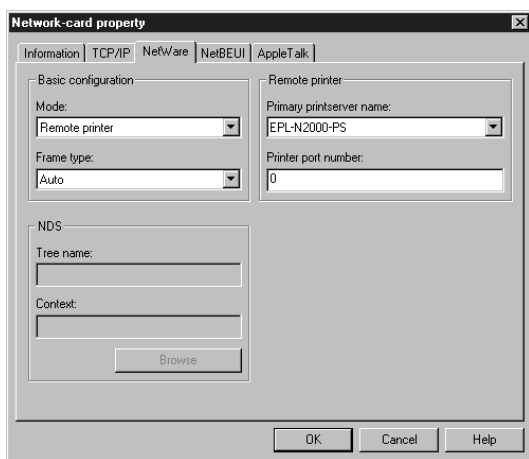 Network-card property
Information TCP/IP NetWare NetBEUI AppleTalk
Basic configuration
Mode:
Remote printer
Frame type:
Auto
Remote printer
Primary printserver name:
EPL-N2000-PS
Printer port number:
0
NDS
Tree name:
Context:
Browse
OK Cancel Help